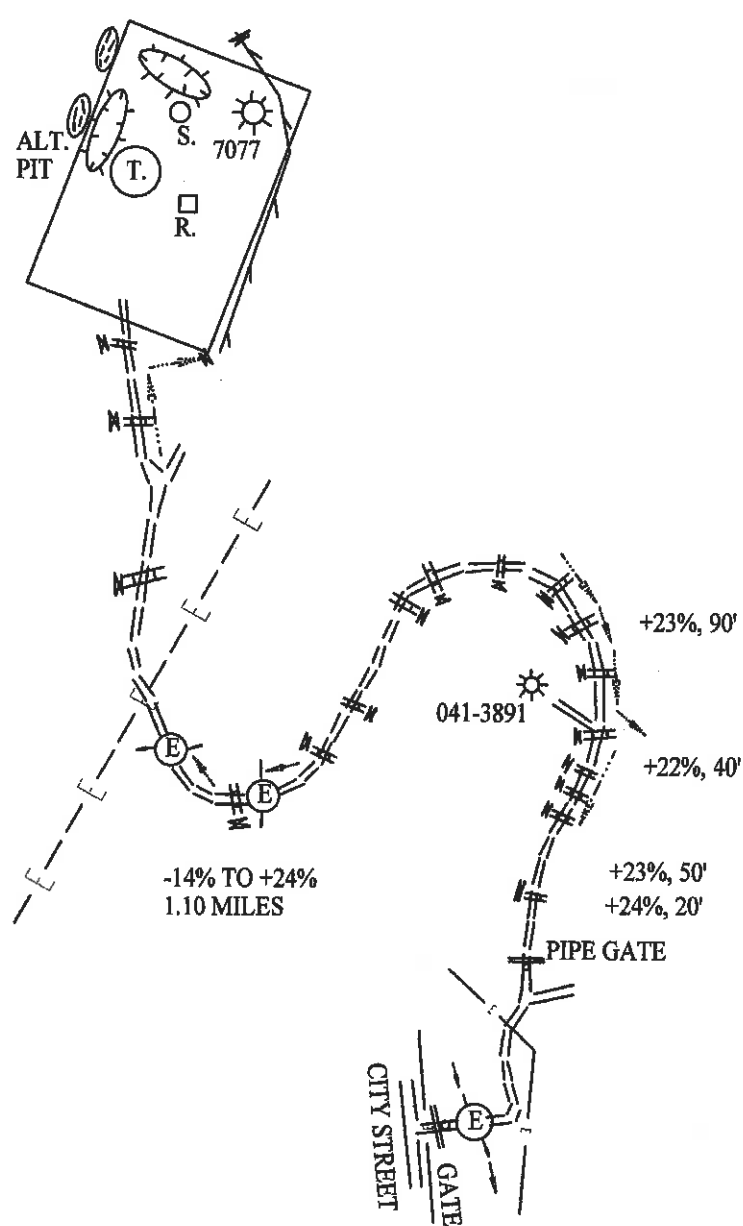 ALT.
PIT
S.
7077
T.
R.
E
E
E
E
E
+23%, 90'
041-3891
+22%, 40'
E
E
-14% TO +24%
1.10 MILES
+23%, 50'
+24%, 20'
PIPE GATE
E
E
E
CITY STREET
GATE